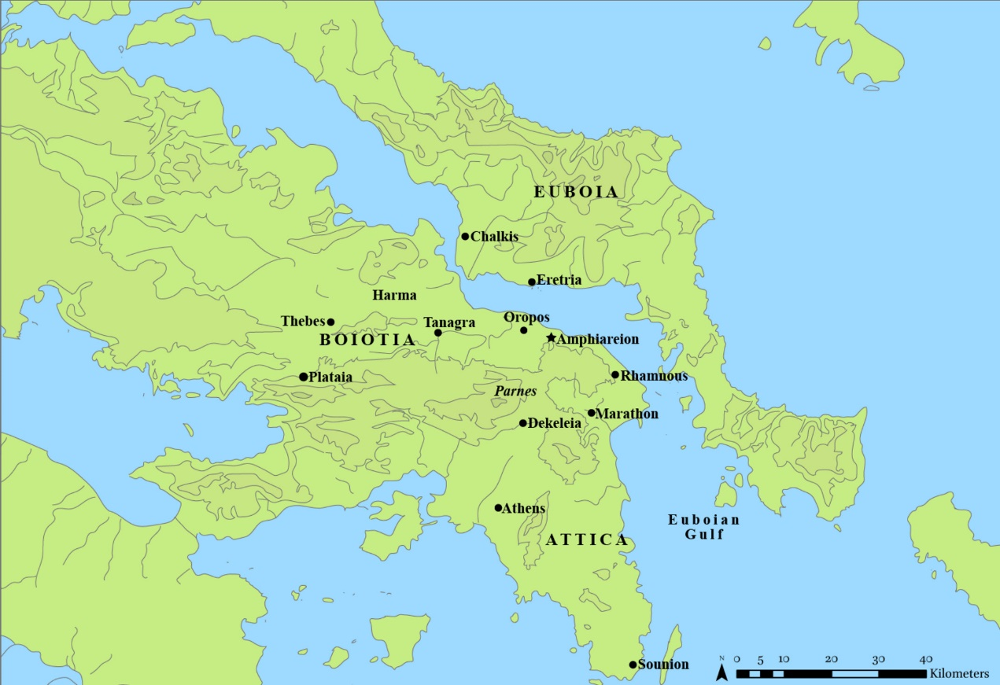 EUBOIA
Chalkis
Eretria
Harma
Thebes
Tanagra
Oropos
BOIOTIA
Amphiareion
Plataia
Rhamnous
Parnes
Marathon
Dekeleia
Athens
Euboian
Gulf
ATTICA
Sounion
N
0 5 10 20 30 40
Kilometers